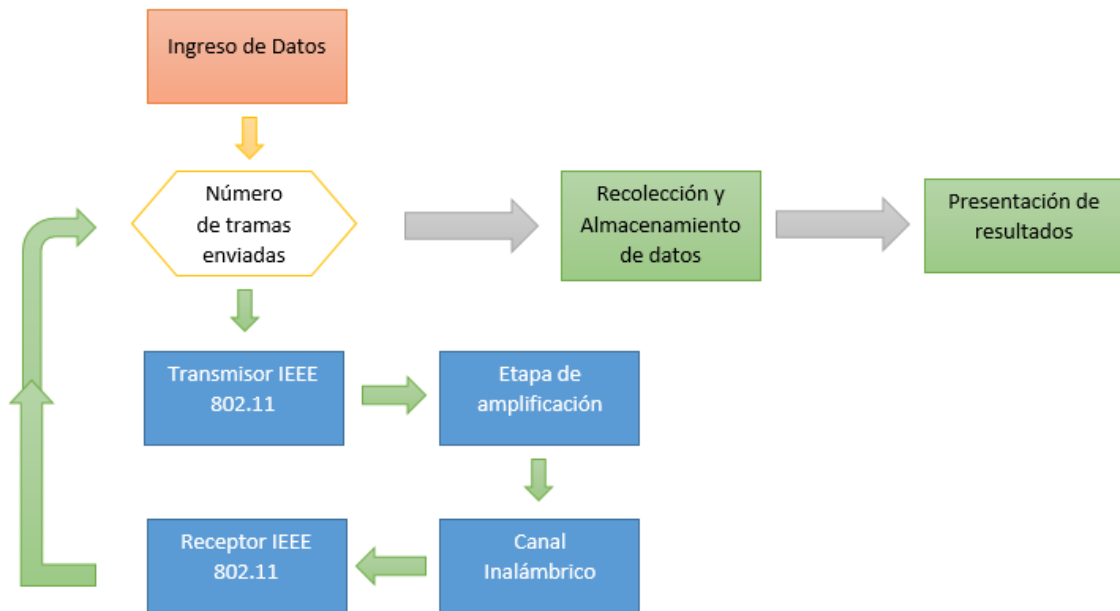 Ingreso de Datos
Número
de tramas
enviadas
Recolección y
Almacenamiento
de datos
Presentación de
resultados
Transmisor IEEE
802.11
Etapa de
amplificación
Receptor IEEE
802.11
Canal
Inalámbrico